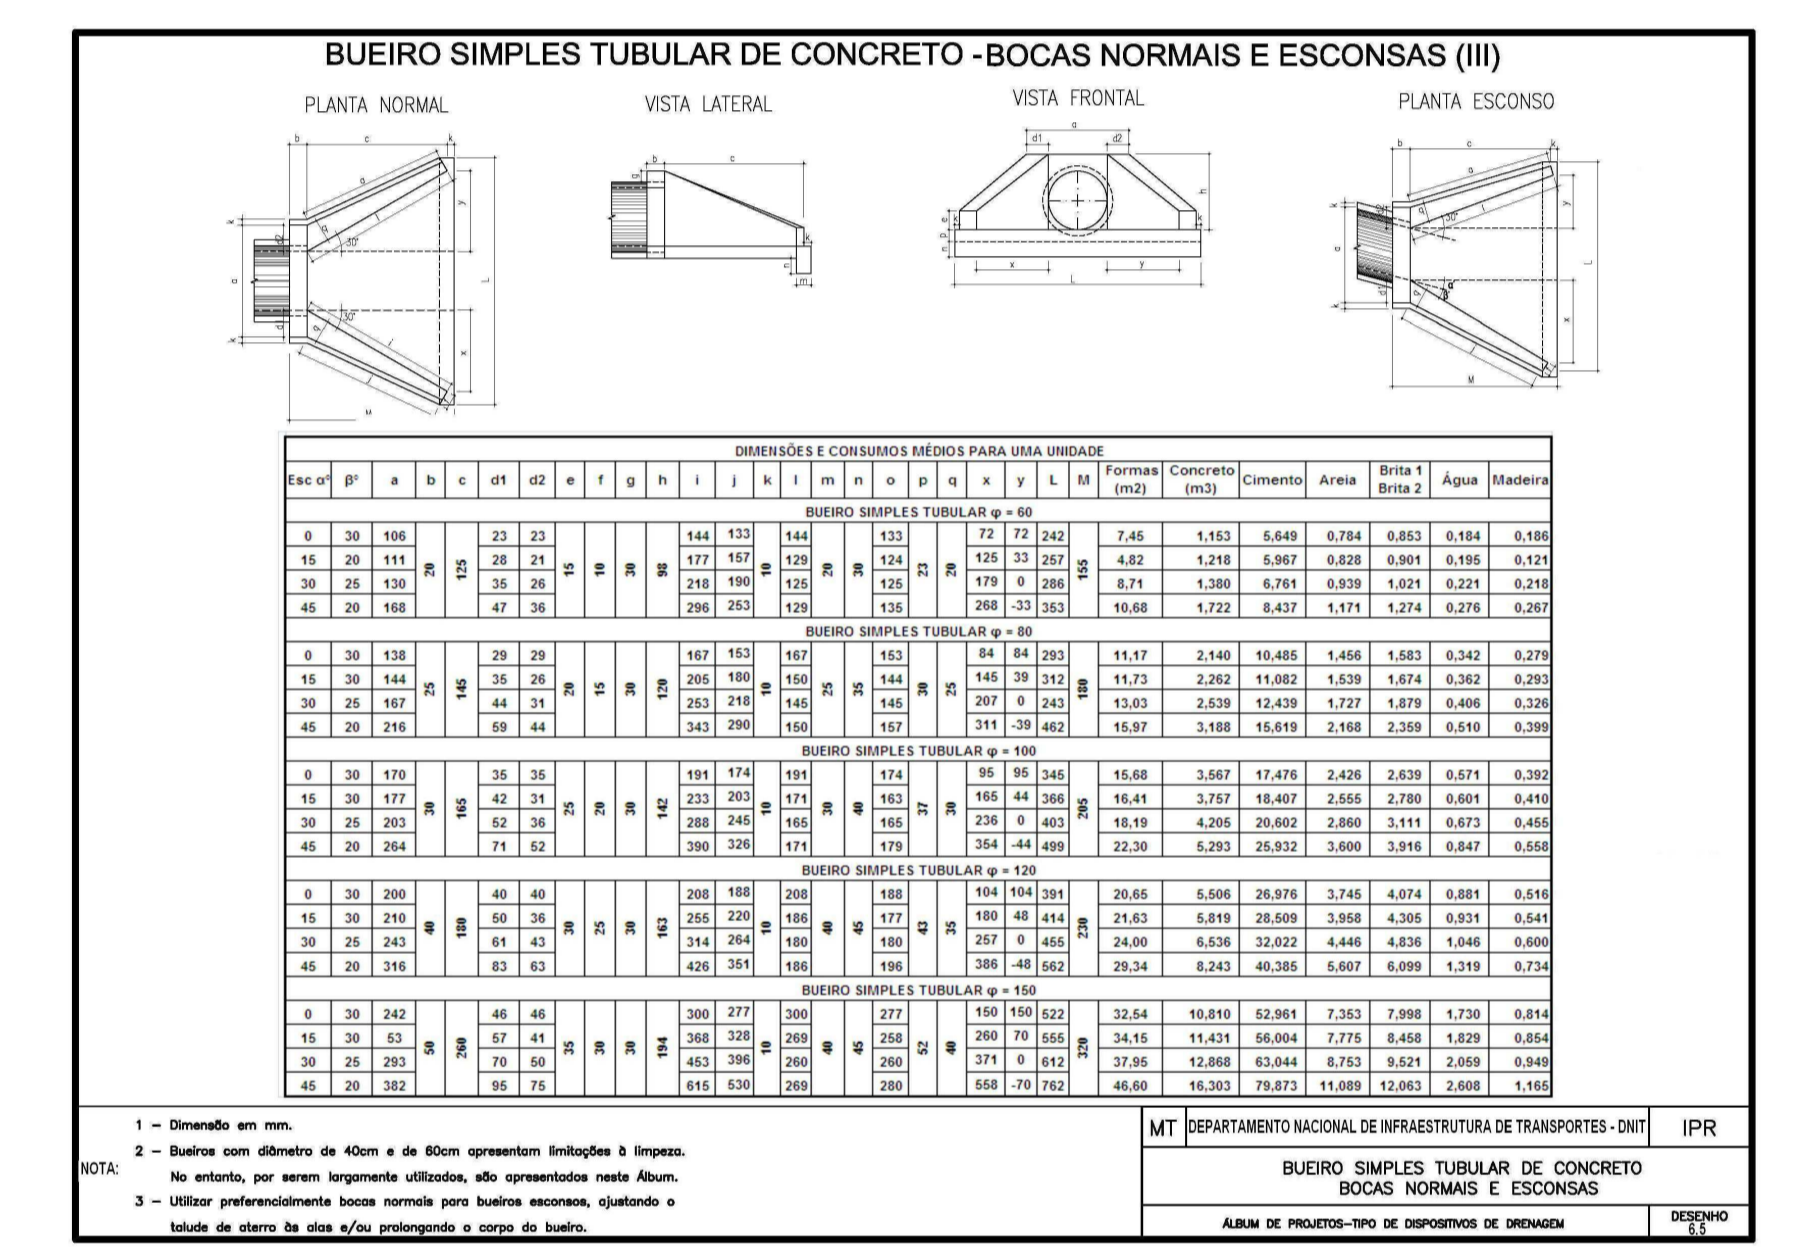 BUEIRO SIMPLES TUBULAR DE CONCRETO - BOCAS NORMAIS E ESCONSAS (III)
PLANTA NORMAL
VISTA LATERAL
VISTA FRONTAL
PLANTA ESCONSO
b c k
k
d2
a
d1
k
q
30°
30°
q
j
y
x
L
M
b c
g
k
n
m
a
d1 d2
h
e k k
p
n
x y
L
b c k
k
a
d1
k
q
30°
α°
β°
q
j
y
x
L
M
DIMENSÕES E CONSUMOS MÉDIOS PARA UMA UNIDADE
Esc α° β° a b c d1 d2 e f g h i j k l m n o p q x y L M Formas (m2) Concreto (m3) Cimento Areia Brita 1 Brita 2 Água Madeira
BUEIRO SIMPLES TUBULAR φ = 60
0 30 106 20 125 23 23 15 10 30 98 144 133 10 144 20 30 133 23 20 72 72 242 155 7,45 1,153 5,649 0,784 0,853 0,184 0,186
15 20 111 28 21 177 157 129 124 125 33 257 4,82 1,218 5,967 0,828 0,901 0,195 0,121
30 25 130 35 26 218 190 125 125 179 0 286 8,71 1,380 6,761 0,939 1,021 0,221 0,218
45 20 168 47 36 296 253 129 135 268 -33 353 10,68 1,722 8,437 1,171 1,274 0,276 0,267
BUEIRO SIMPLES TUBULAR φ = 80
0 30 138 25 145 29 29 20 15 30 120 167 153 10 167 25 35 153 30 25 84 84 293 180 11,17 2,140 10,485 1,456 1,583 0,342 0,279
15 30 144 35 26 205 180 150 144 145 39 312 11,73 2,262 11,082 1,539 1,674 0,362 0,293
30 25 167 44 31 253 218 145 145 207 0 243 13,03 2,539 12,439 1,727 1,879 0,406 0,326
45 20 216 59 44 343 290 150 157 311 -39 462 15,97 3,188 15,619 2,168 2,359 0,510 0,399
BUEIRO SIMPLES TUBULAR φ = 100
0 30 170 30 165 35 35 25 20 30 142 191 174 10 191 30 40 174 37 30 95 95 345 205 15,68 3,567 17,476 2,426 2,639 0,571 0,392
15 30 177 42 31 233 203 171 163 165 44 366 16,41 3,757 18,407 2,555 2,780 0,601 0,410
30 25 203 52 36 288 245 165 165 236 0 403 18,19 4,205 20,602 2,860 3,111 0,673 0,455
45 20 264 71 52 390 326 171 179 354 -44 499 22,30 5,293 25,932 3,600 3,916 0,847 0,558
BUEIRO SIMPLES TUBULAR φ = 120
0 30 200 40 180 40 40 30 25 30 163 208 188 10 208 40 45 188 43 35 104 104 391 230 20,65 5,506 26,976 3,745 4,074 0,881 0,516
15 30 210 50 36 255 220 186 177 180 48 414 21,63 5,819 28,509 3,958 4,305 0,931 0,541
30 25 243 61 43 314 264 180 180 257 0 455 24,00 6,536 32,022 4,446 4,836 1,046 0,600
45 20 316 83 63 426 351 186 196 386 -48 562 29,34 8,243 40,385 5,607 6,099 1,319 0,734
BUEIRO SIMPLES TUBULAR φ = 150
0 30 242 50 260 46 46 35 30 30 194 300 277 10 300 40 45 277 52 40 150 150 522 320 32,54 10,810 52,961 7,353 7,998 1,730 0,814
15 30 53 57 41 368 328 269 258 260 70 555 34,15 11,431 56,004 7,775 8,458 1,829 0,854
30 25 293 70 50 453 396 260 260 371 0 612 37,95 12,868 63,044 8,753 9,521 2,059 0,949
45 20 382 95 75 615 530 269 280 558 -70 762 46,60 16,303 79,873 11,089 12,063 2,608 1,165
NOTA:
1 – Dimensão em mm.
2 – Bueiros com diâmetro de 40cm e de 60cm apresentam limitações à limpeza.
No entanto, por serem largamente utilizados, são apresentados neste Álbum.
3 – Utilizar preferencialmente bocas normais para bueiros esconsos, ajustando o
talude de aterro às alas e/ou prolongando o corpo do bueiro.
MT DEPARTAMENTO NACIONAL DE INFRAESTRUTURA DE TRANSPORTES - DNIT IPR
BUEIRO SIMPLES TUBULAR DE CONCRETO
BOCAS NORMAIS E ESCONSAS
ÁLBUM DE PROJETOS–TIPO DE DISPOSITIVOS DE DRENAGEM
DESENHO
6.5